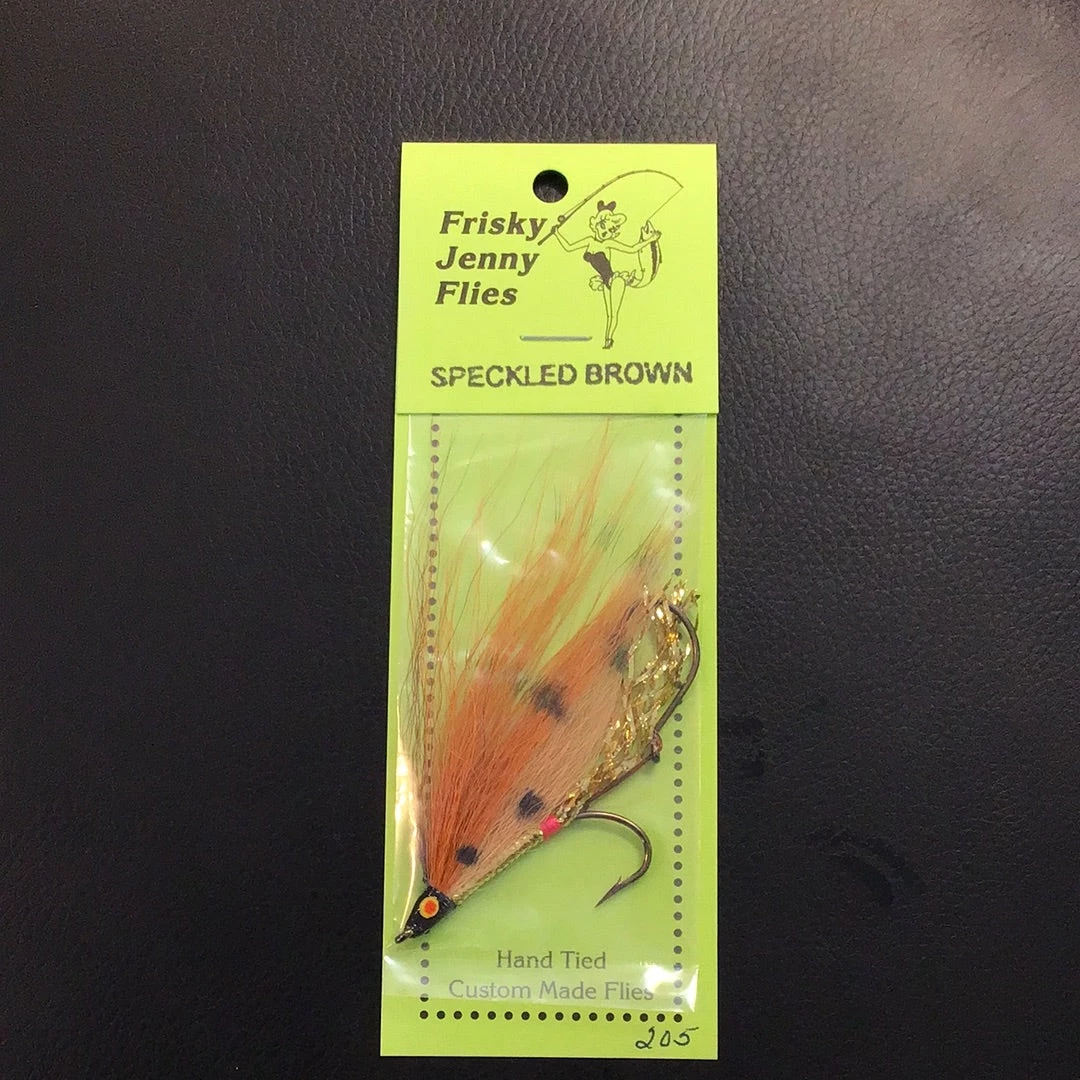 Frisky
Jenny
Flies
SPECKLED BROWN
Hand Tied
Custom Made Flies
205